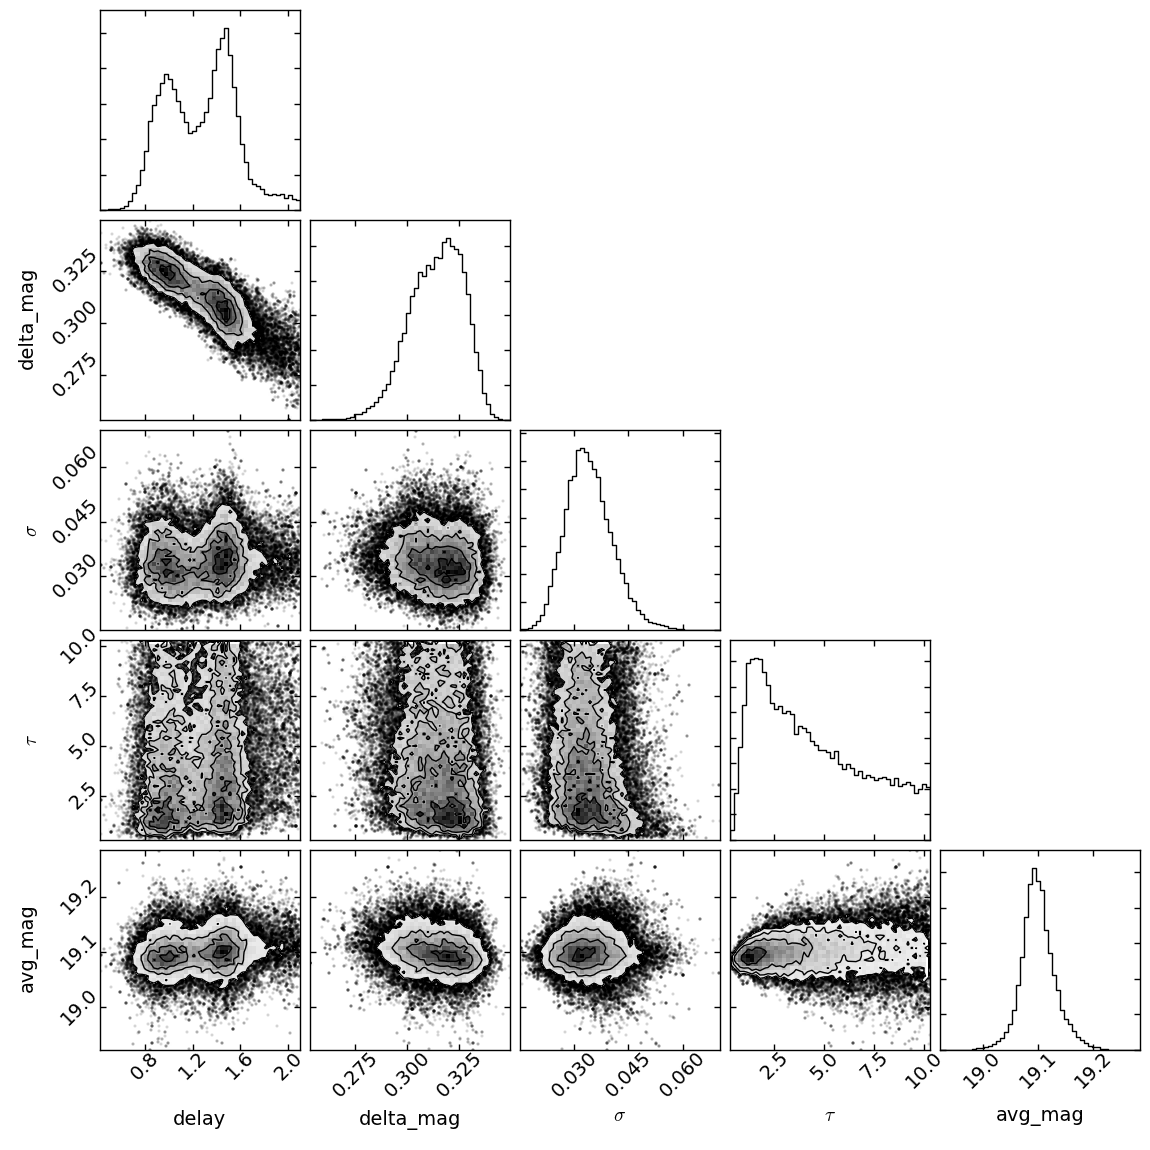 delta_mag
0.325
0.300
0.275
σ
0.060
0.045
0.030
τ
10.0
7.5
5.0
2.5
avg_mag
19.2
19.1
19.0
0.8 1.2 1.6 2.0
0.275 0.300 0.325
0.030 0.045 0.060
2.5 5.0 7.5 10.0
19.0 19.1 19.2
delay delta_mag σ τ avg_mag